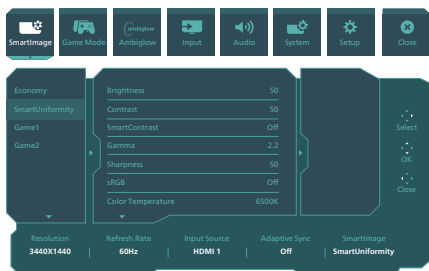 SmartImage Game Mode ambiglow Ambiglow Input Audio System Setup Close
Economy
SmartUniformity
Game1
Game2
Brightness 50
Contrast 50
SmartContrast Off
Gamma 2.2
Sharpness 50
sRGB Off
Color Temperature 6500K
Select
OK
Close
Resolution Refresh Rate Input Source Adaptive Sync SmartImage
3440X1440 | 60Hz | HDMI 1 | Off | SmartUniformity